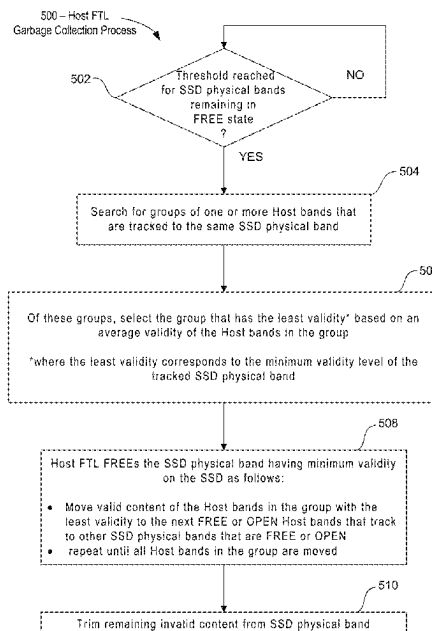 500 – Host FTL
Garbage Collection Process
502
Threshold reached
for SSD physical bands
remaining in
FREE state
?
NO
YES
504
Search for groups of one or more Host bands that
are tracked to the same SSD physical band
50
Of these groups, select the group that has the least validity* based on an
average validity of the Host bands in the group
*where the least validity corresponds to the minimum validity level of the
tracked SSD physical band
508
Host FTL FREEs the SSD physical band having minimum validity
on the SSD as follows:
• Move valid content of the Host bands in the group with the
least validity to the next FREE or OPEN Host bands that track
to other SSD physical bands that are FREE or OPEN
• repeat until all Host bands in the group are moved
510
Trim remaining invalid content from SSD physical band